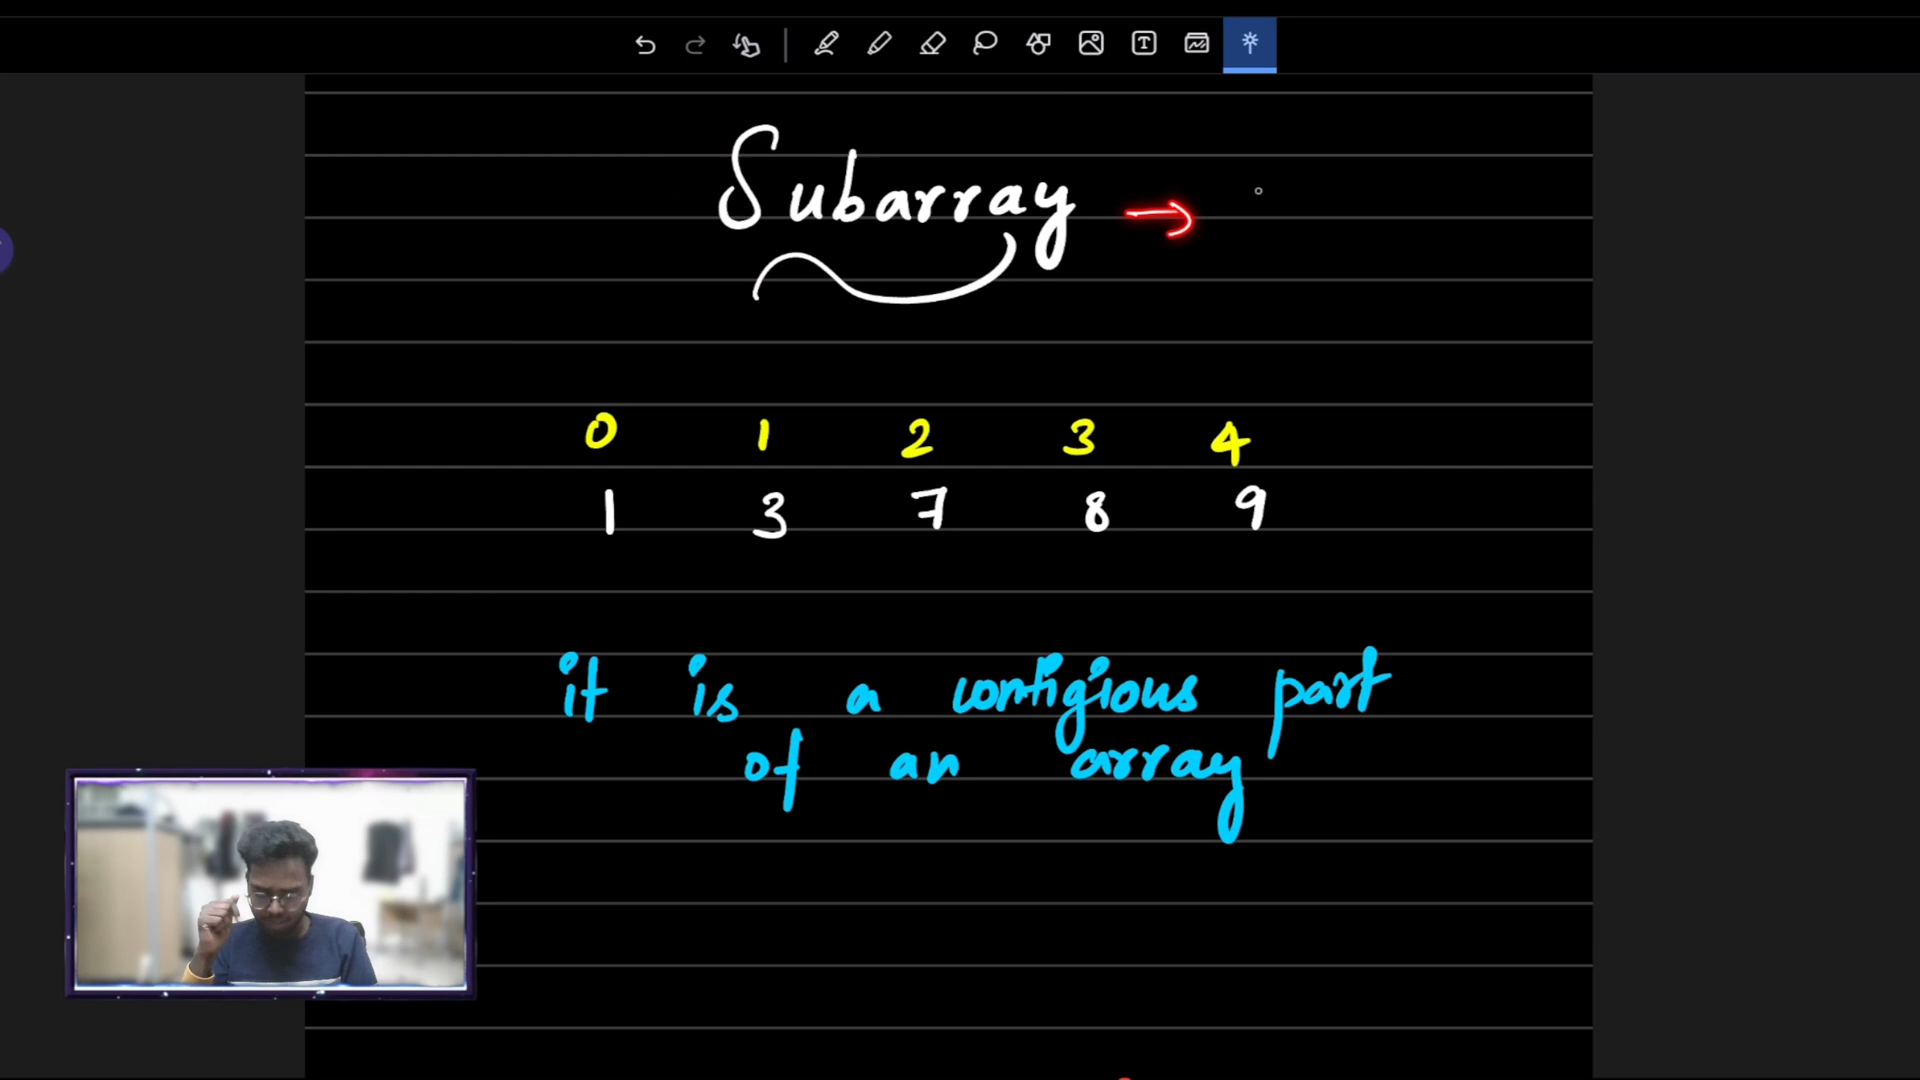 Subarray →
0 1 2 3 4
1 3 7 8 9
it is a contigious part
of an array